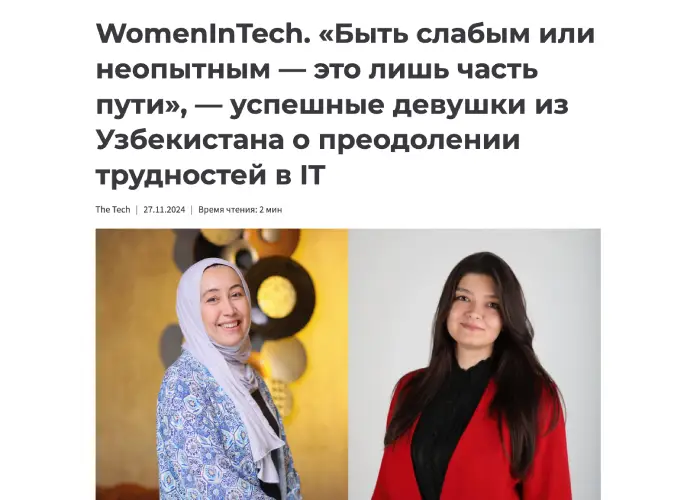 WomenInTech. «Быть слабым или
неопытным — это лишь часть
пути», — успешные девушки из
Узбекистана о преодолении
трудностей в IT
The Tech | 27.11.2024 | Время чтения: 2 мин